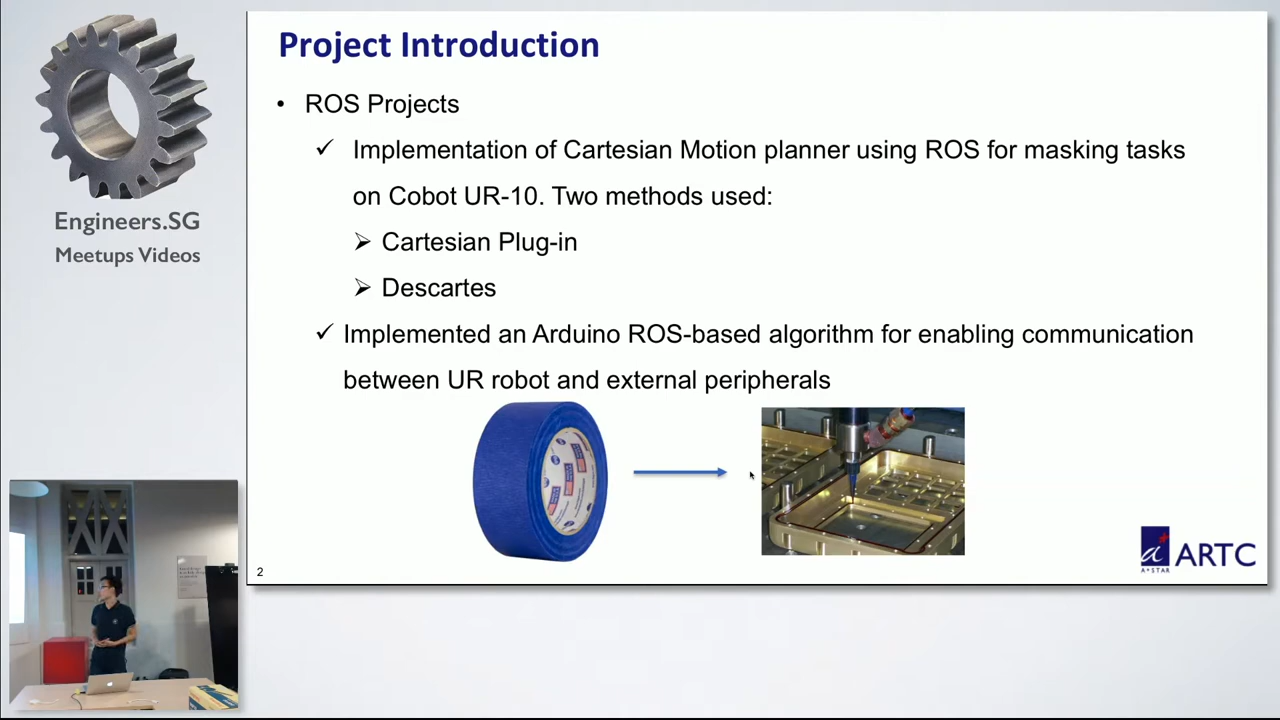 Project Introduction
• ROS Projects
✓ Implementation of Cartesian Motion planner using ROS for masking tasks
on Cobot UR-10. Two methods used:
➢ Cartesian Plug-in
➢ Descartes
✓ Implemented an Arduino ROS-based algorithm for enabling communication
between UR robot and external peripherals
Engineers.SG
Meetups Videos
2
ARTC
A*STAR